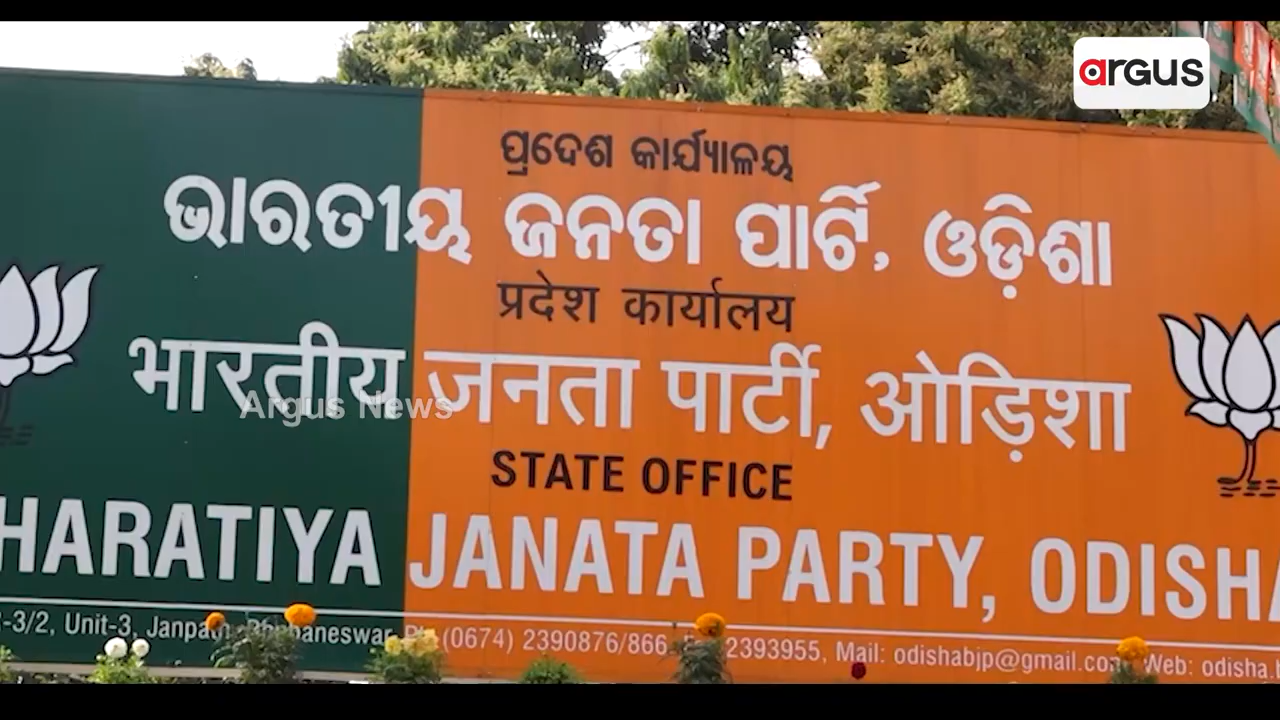 argus
ପ୍ରଦେଶ କାର୍ଯ୍ୟାଳୟ
ଭାରତୀୟ ଜନତା ପାର୍ଟି, ଓଡ଼ିଶା
प्रदेश कार्यालय
भारतीय जनता पार्टी, ओड़िशा
Argus News
STATE OFFICE
HARATIYA JANATA PARTY, ODISHA
-3/2, Unit-3, Janpath, Bhubaneswar, Ph: (0674) 2390876/866, 2393955, Mail: odishabjp@gmail.com, Web: odisha.